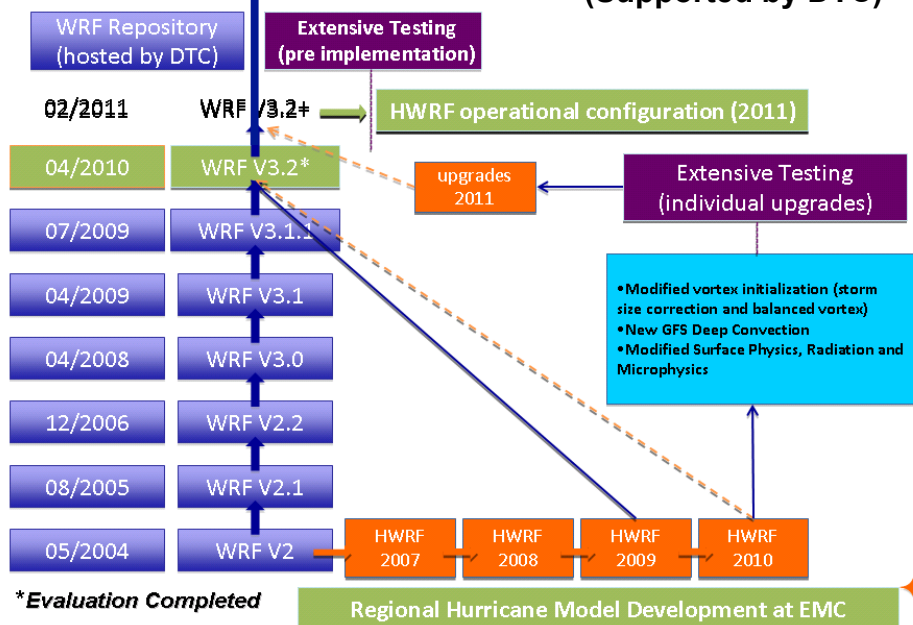 (Supported by DTC)
WRF Repository
(hosted by DTC)
Extensive Testing
(pre implementation)
02/2011
WRF V3.2+
HWRF operational configuration (2011)
04/2010
WRF V3.2*
upgrades
2011
Extensive Testing
(individual upgrades)
07/2009
WRF V3.1.1
•Modified vortex initialization (storm
size correction and balanced vortex)
•New GFS Deep Convection
•Modified Surface Physics, Radiation and
Microphysics
04/2009
WRF V3.1
04/2008
WRF V3.0
12/2006
WRF V2.2
08/2005
WRF V2.1
05/2004
WRF V2
HWRF
2007
HWRF
2008
HWRF
2009
HWRF
2010
*Evaluation Completed
Regional Hurricane Model Development at EMC